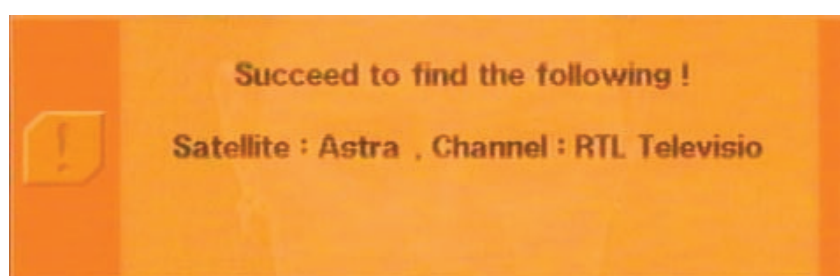 Succeed to find the following !
Satellite : Astra , Channel : RTL Televisio